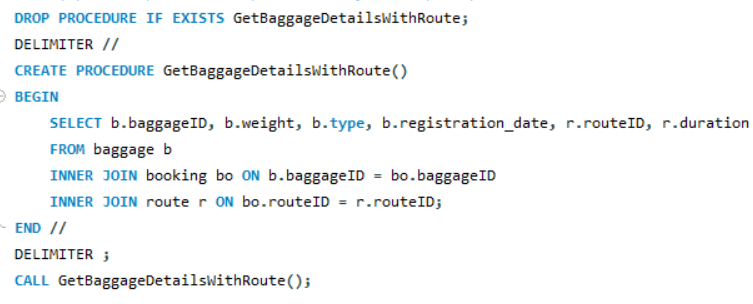 DROP PROCEDURE IF EXISTS GetBaggageDetailsWithRoute;
DELIMITER //
CREATE PROCEDURE GetBaggageDetailsWithRoute()
BEGIN
    SELECT b.baggageID, b.weight, b.type, b.registration_date, r.routeID, r.duration
    FROM baggage b
    INNER JOIN booking bo ON b.baggageID = bo.baggageID
    INNER JOIN route r ON bo.routeID = r.routeID;
END //
DELIMITER ;
CALL GetBaggageDetailsWithRoute();